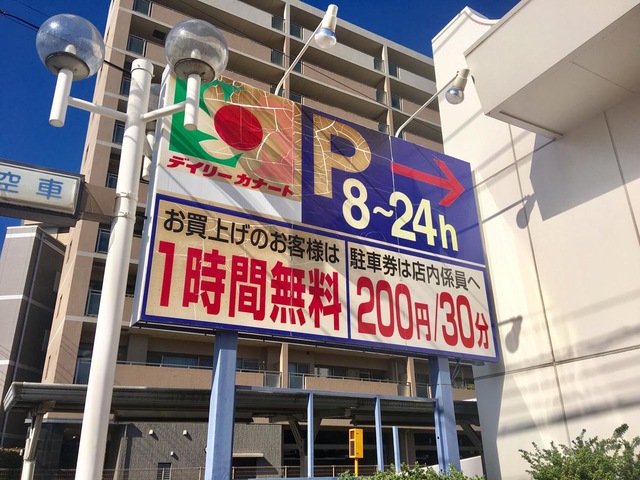 空車
デイリーカナート
P
8~24h
お買上げのお客様は
1時間無料
駐車券は店内係員へ
200円/30分